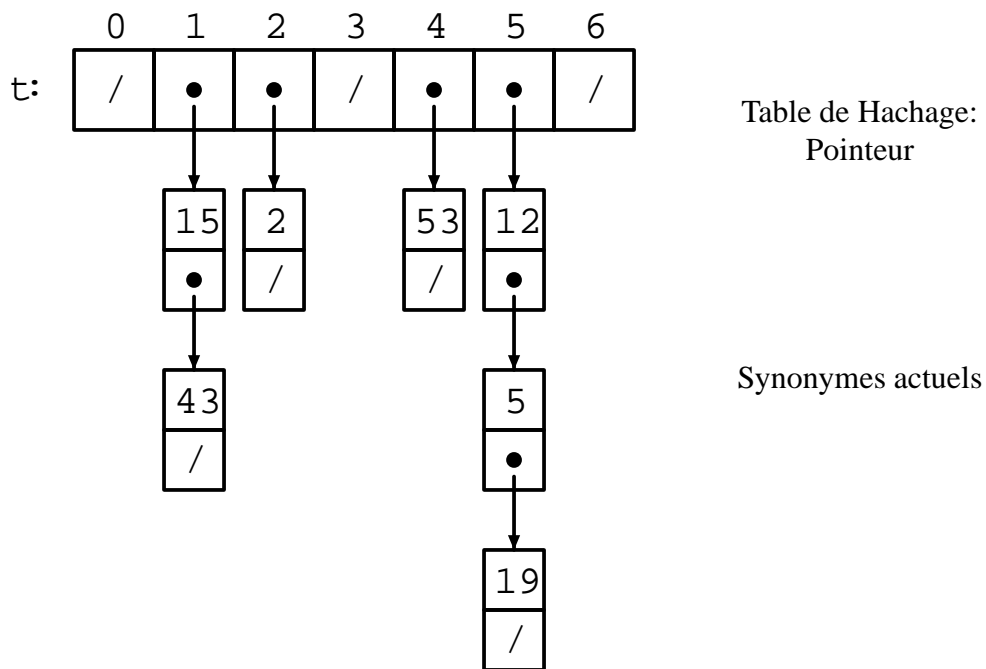 0 1 2 3 4 5 6
t: / / /
Table de Hachage:
Pointeur
15 2 53 12
/ /
Synonymes actuels
43 5
/
19
/